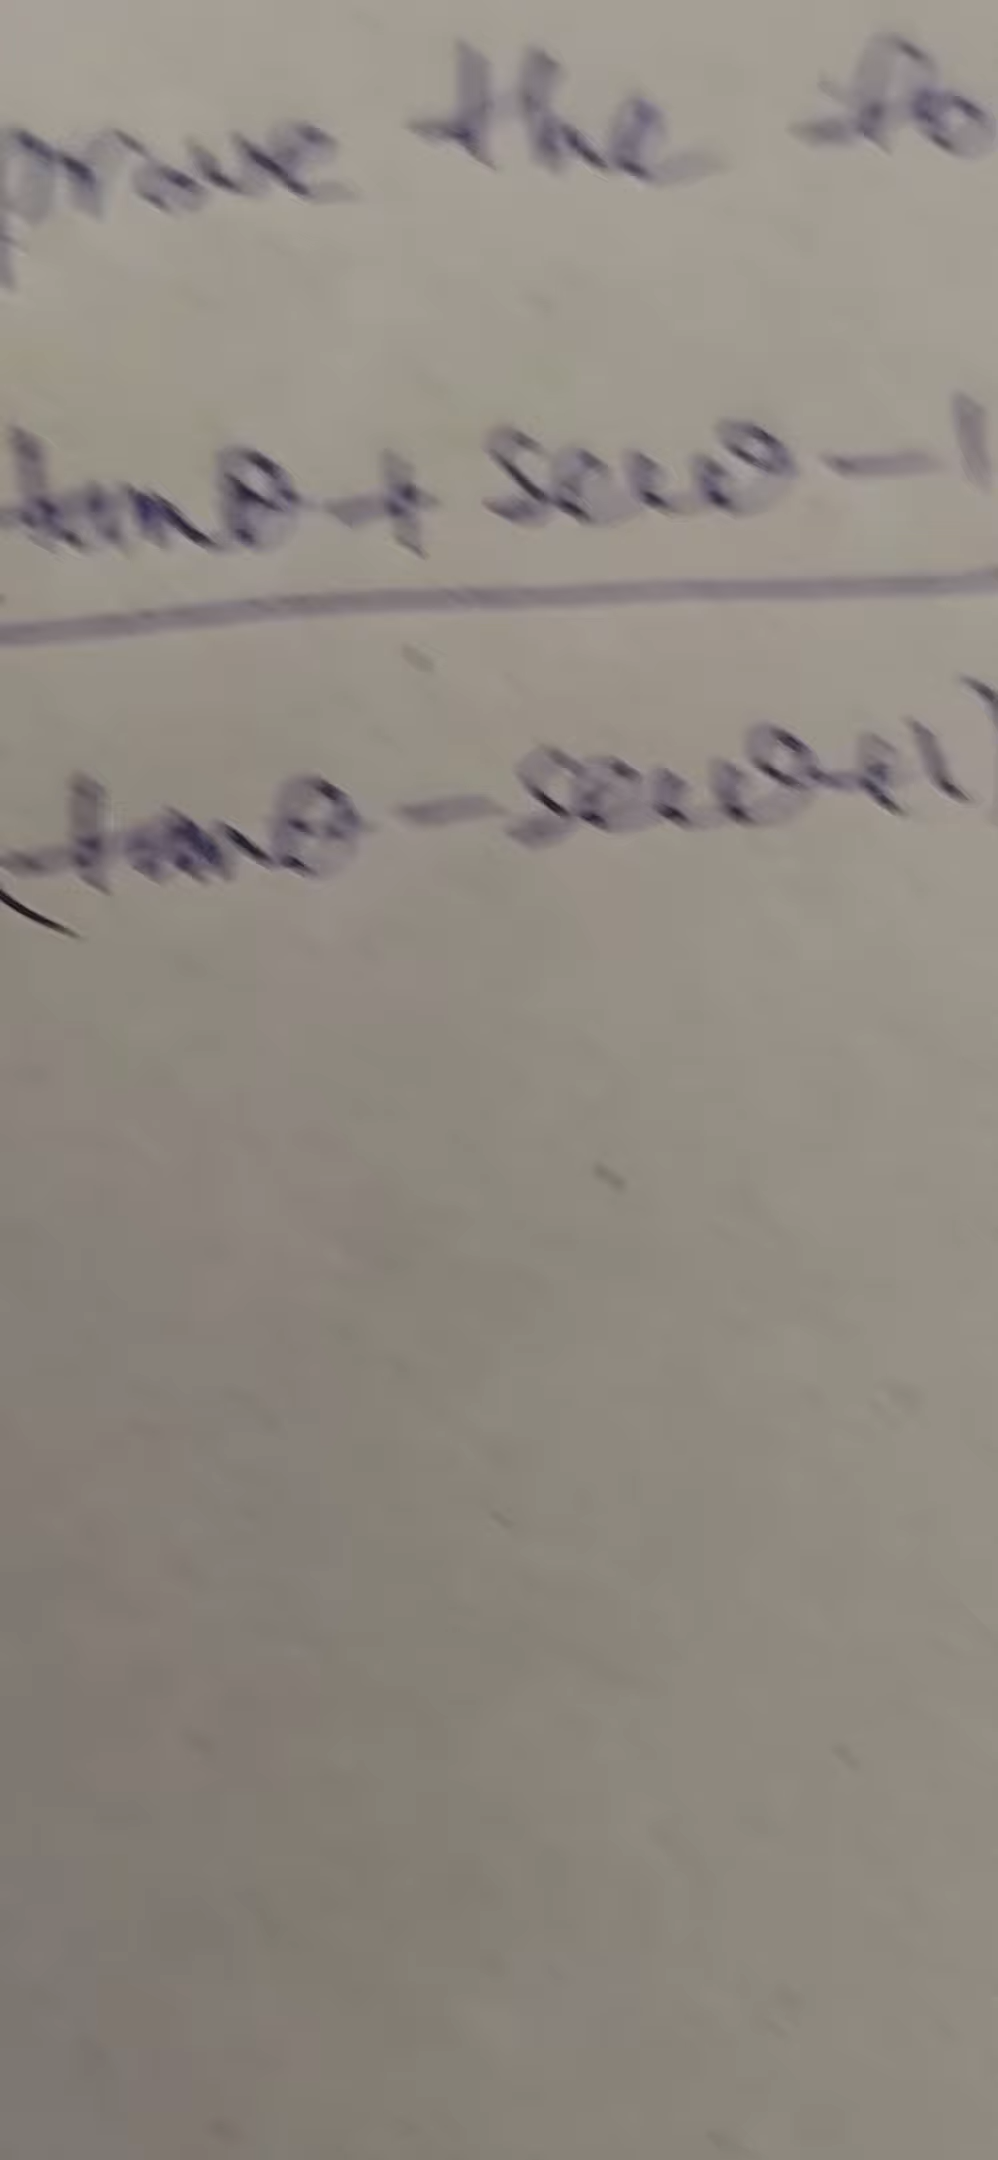 prove the fo
tanθ + secθ - 1
(tanθ - secθ + 1)